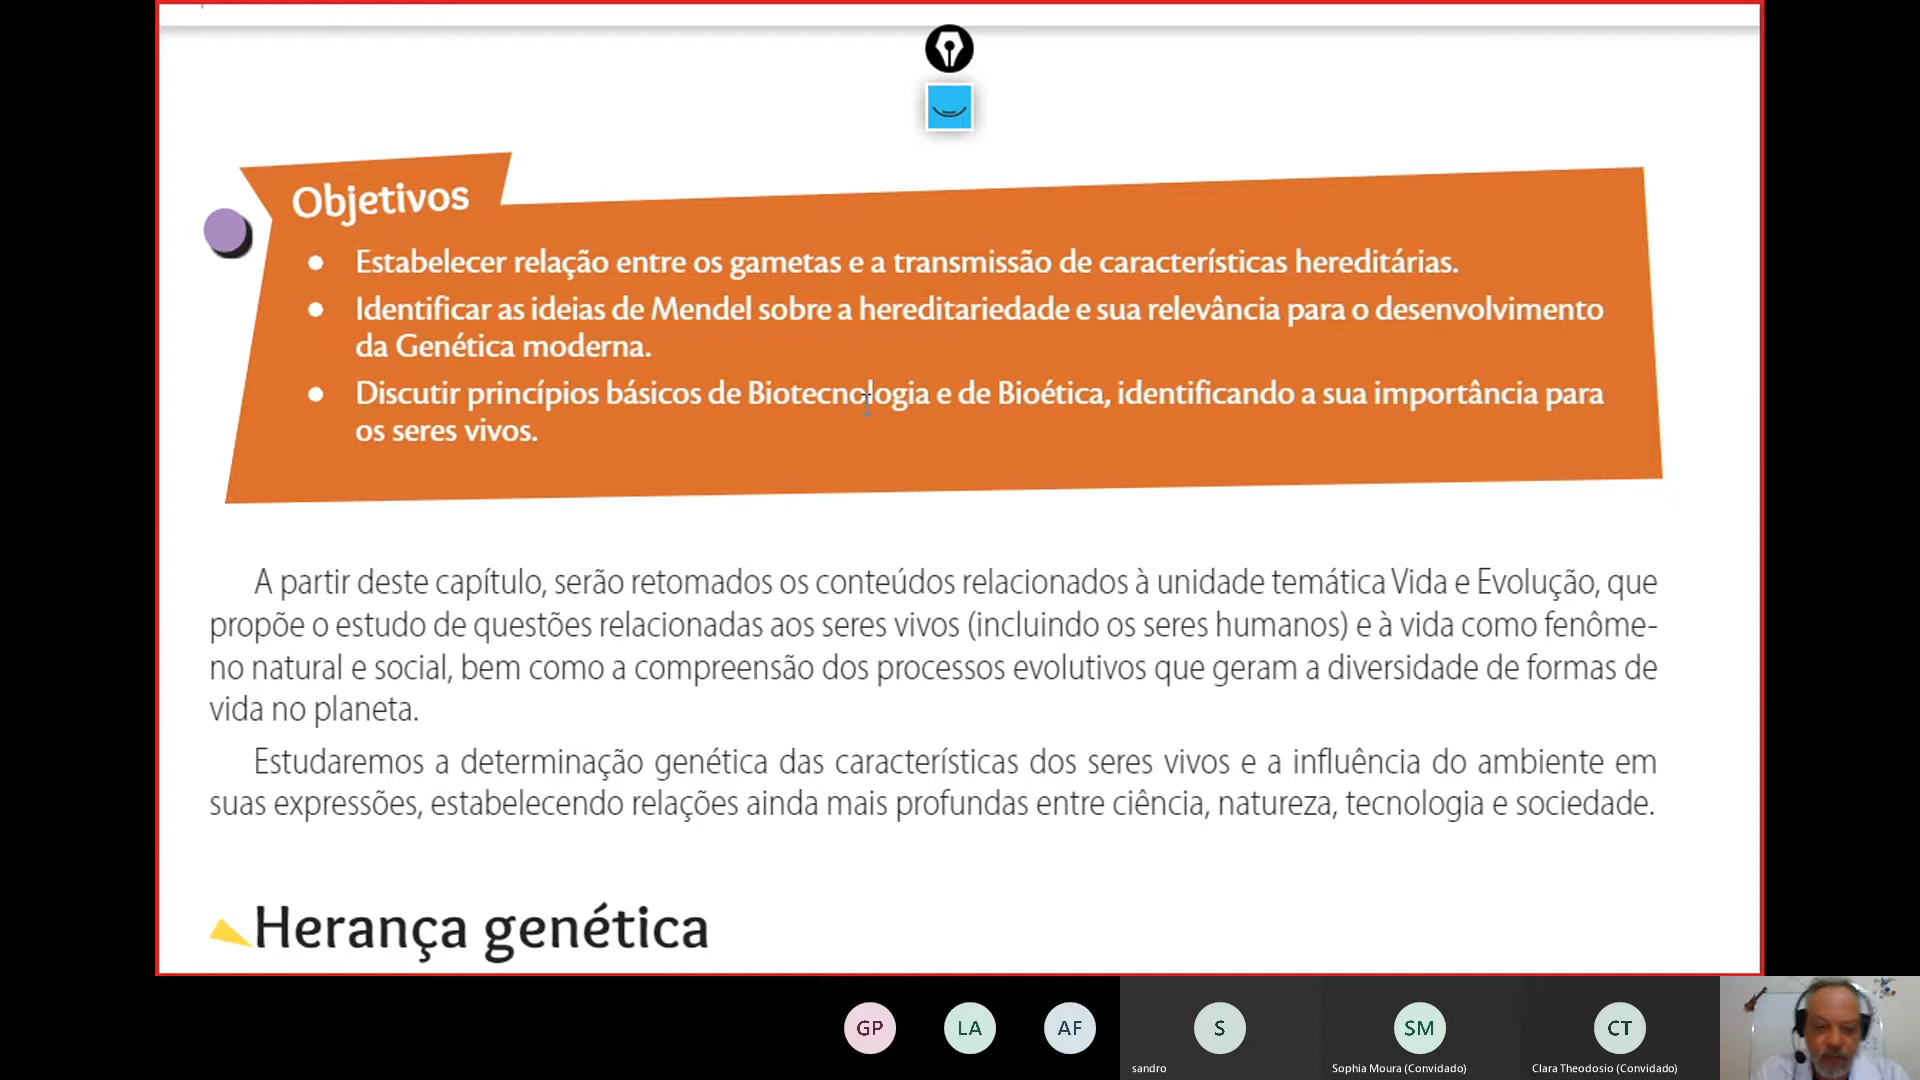 Objetivos
● Estabelecer relação entre os gametas e a transmissão de características hereditárias.
● Identificar as ideias de Mendel sobre a hereditariedade e sua relevância para o desenvolvimento
da Genética moderna.
● Discutir princípios básicos de Biotecnologia e de Bioética, identificando a sua importância para
os seres vivos.
A partir deste capítulo, serão retomados os conteúdos relacionados à unidade temática Vida e Evolução, que
propõe o estudo de questões relacionadas aos seres vivos (incluindo os seres humanos) e à vida como fenôme-
no natural e social, bem como a compreensão dos processos evolutivos que geram a diversidade de formas de
vida no planeta.
Estudaremos a determinação genética das características dos seres vivos e a influência do ambiente em
suas expressões, estabelecendo relações ainda mais profundas entre ciência, natureza, tecnologia e sociedade.
Herança genética
GP LA AF S SM CT
sandro Sophia Moura (Convidado) Clara Theodosio (Convidado)